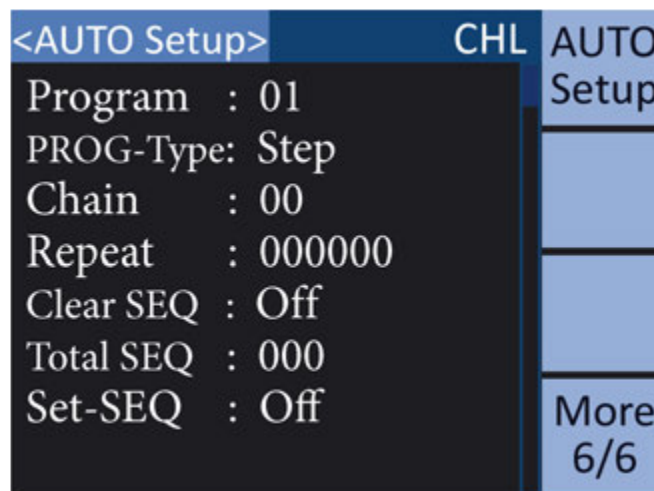 <AUTO Setup> CHL
Program : 01
PROG-Type: Step
Chain : 00
Repeat : 000000
Clear SEQ : Off
Total SEQ : 000
Set-SEQ : Off
AUTO
Setup
More
6/6